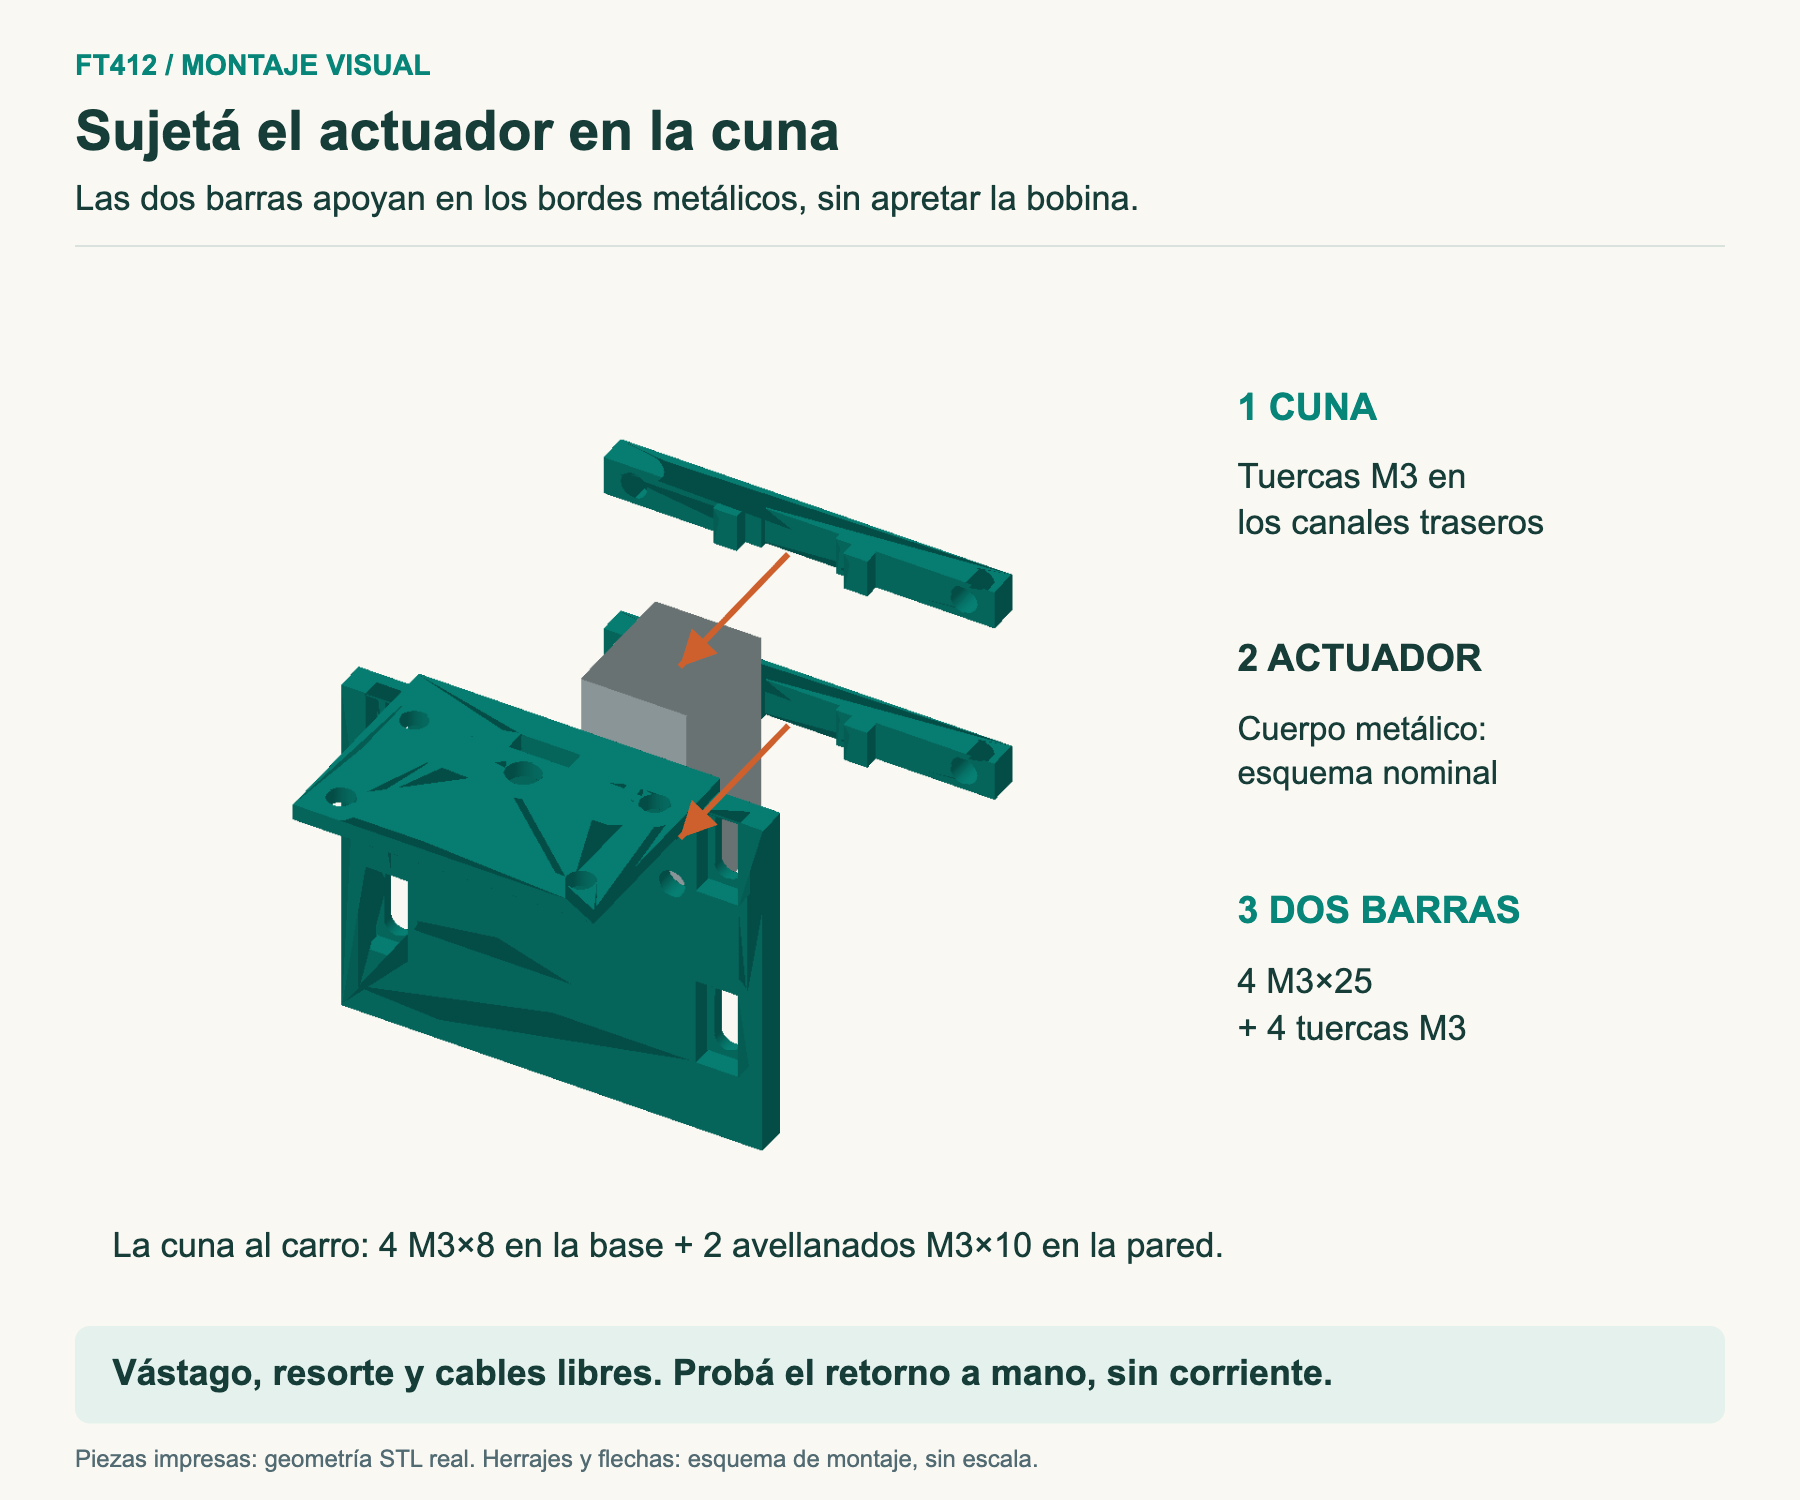 FT412 / MONTAJE VISUAL
Sujetá el actuador en la cuna
Las dos barras apoyan en los bordes metálicos, sin apretar la bobina.
1 CUNA
Tuercas M3 en
los canales traseros
2 ACTUADOR
Cuerpo metálico:
esquema nominal
3 DOS BARRAS
4 M3×25
+ 4 tuercas M3
La cuna al carro: 4 M3×8 en la base + 2 avellanados M3×10 en la pared.
Vástago, resorte y cables libres. Probá el retorno a mano, sin corriente.
Piezas impresas: geometría STL real. Herrajes y flechas: esquema de montaje, sin escala.